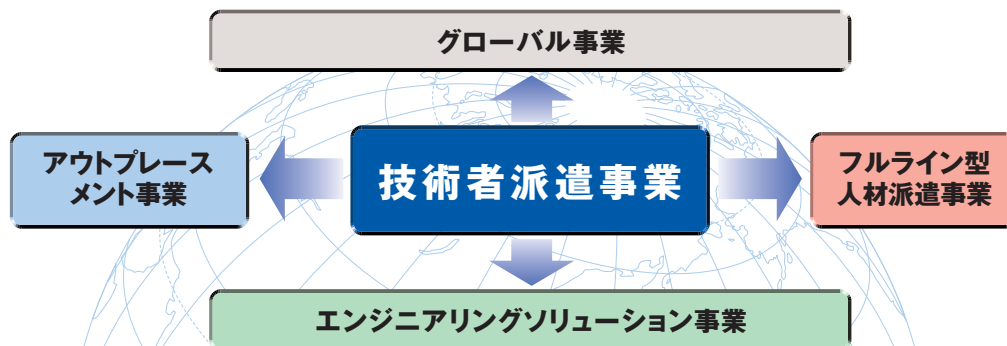 グローバル事業
アウトプレース
メント事業
技術者派遣事業
フルライン型
人材派遣事業
エンジニアリングソリューション事業